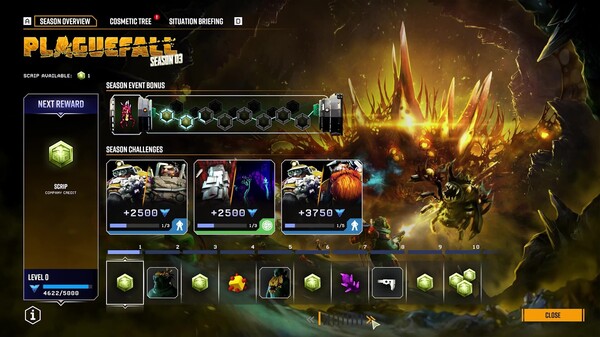 A SEASON OVERVIEW COSMETIC TREE SITUATION BRIEFING D
PLAGUEFALL
SEASON 03
SCRIP AVAILABLE: 1
SEASON EVENT BONUS
NEXT REWARD
SCRIP
COMPANY CREDIT
LEVEL 0
4622/5000
SEASON CHALLENGES
+2500 +2500 +3750
1/3 1/3 1/3
1 2 3 4 5 6 7 8 9 10
CLOSE